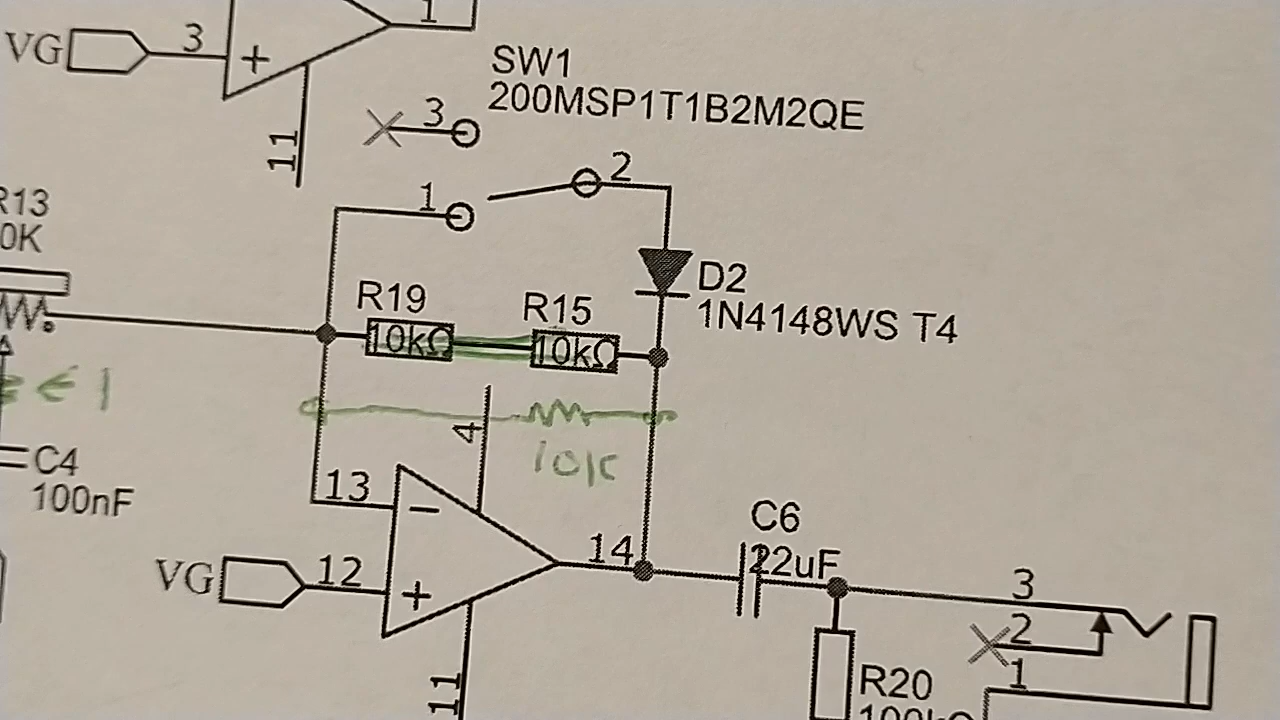 1
VG
3
+
11
SW1
200MSP1T1B2M2QE
3
2
1
R13
0K
D2
1N4148WS T4
R19
10kΩ
R15
10kΩ
1
4
10K
C4
100nF
13
−
VG
12
+
14
11
C6
22uF
3
2
1
R20